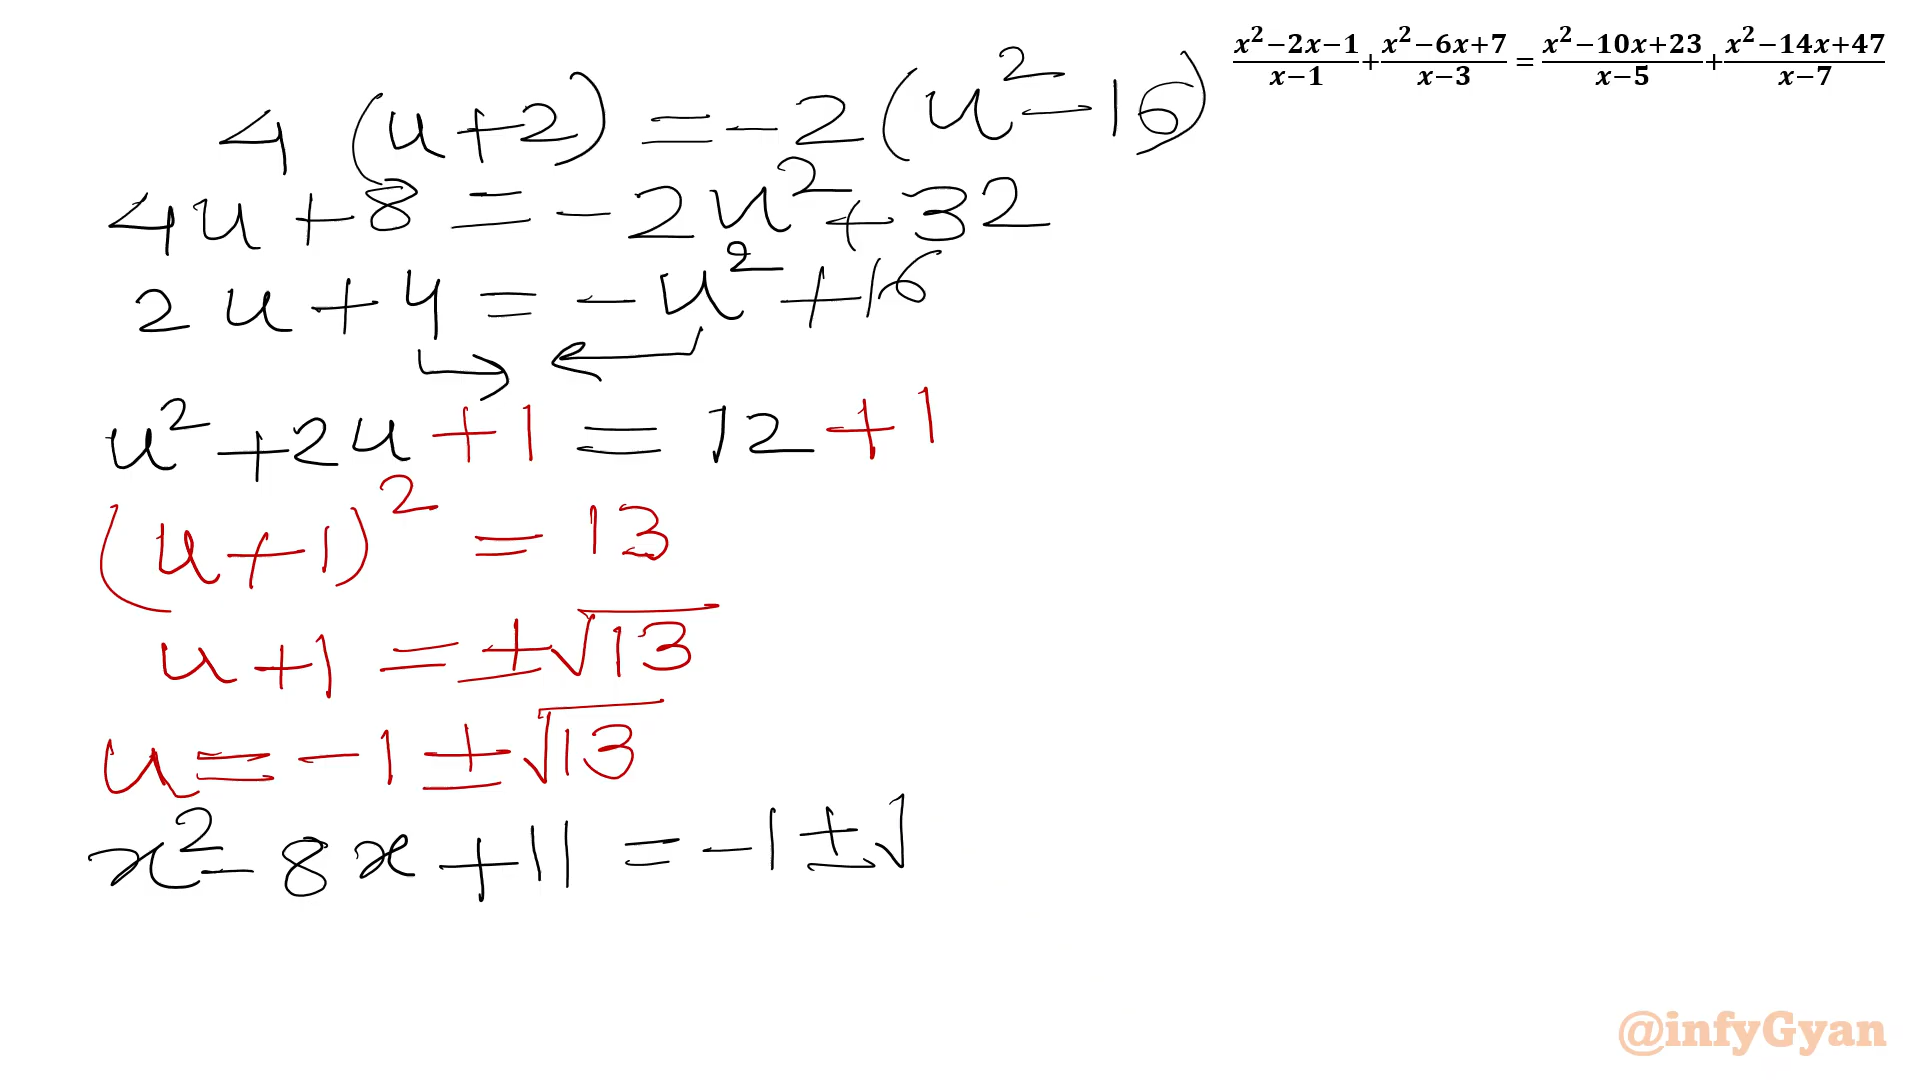 x²−2x−1/x−1 + x²−6x+7/x−3 = x²−10x+23/x−5 + x²−14x+47/x−7
4 (u+2) = −2 (u²−16)
4u+8 = −2u²+32
2u+4 = −u²+16
u²+2u+1 = 12+1
(u+1)² = 13
u+1 = ±√13
u = −1±√13
x²−8x+11 = −1±√
@infyGyan